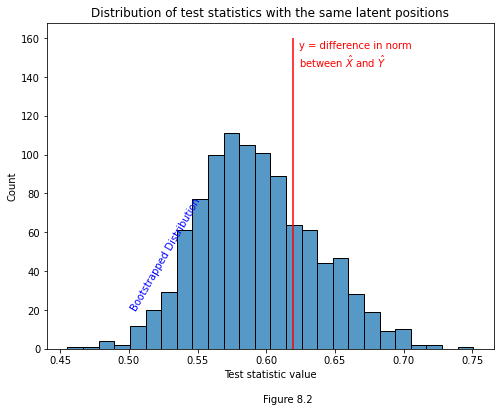 Distribution of test statistics with the same latent positions
160
140
120
100
80
60
40
20
0
Count
y = difference in norm
between X̂ and Ŷ
Bootstrapped Distribution
0.45 0.50 0.55 0.60 0.65 0.70 0.75
Test statistic value
Figure 8.2